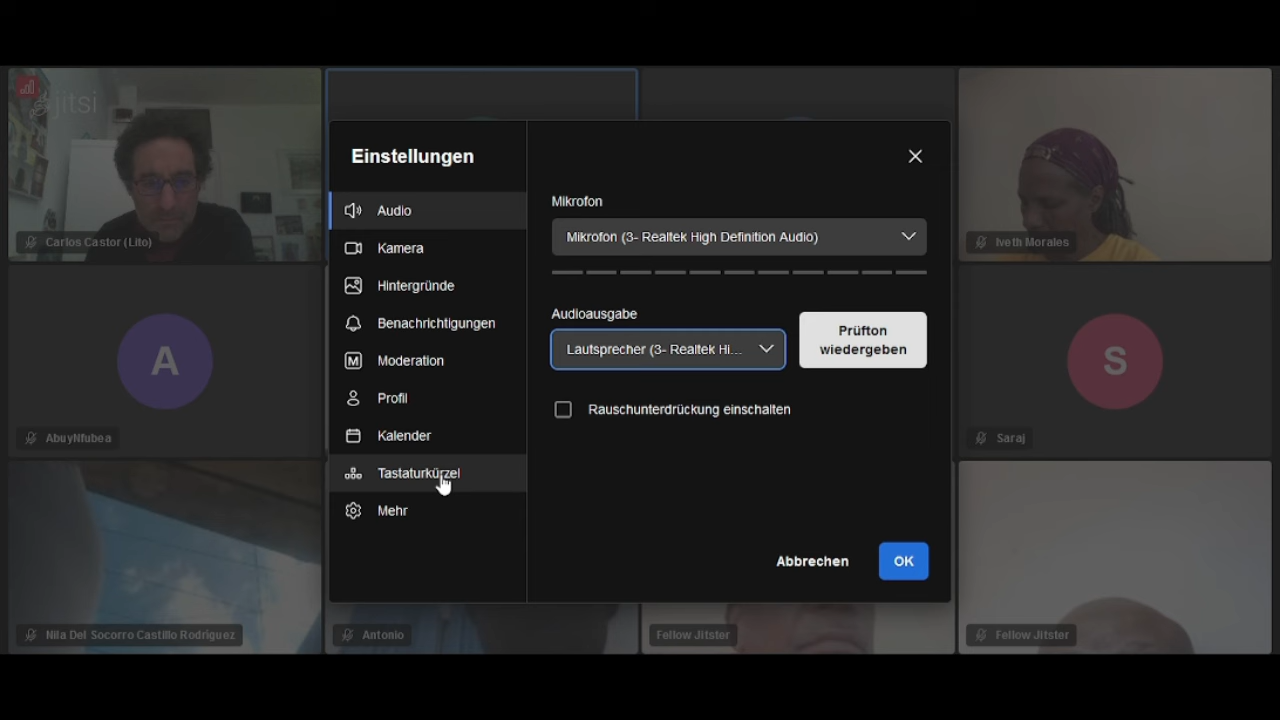 jitsi
Einstellungen
Audio
Kamera
Hintergründe
Benachrichtigungen
M Moderation
Profil
Kalender
Tastaturkürzel
Mehr
Mikrofon
Mikrofon (3- Realtek High Definition Audio)
Audioausgabe
Lautsprecher (3- Realtek Hi...
Prüfton
wiedergeben
Rauschunterdrückung einschalten
Abbrechen
OK
Carlos Castor (Lito)
Iveth Morales
A
AbuyNfubea
S
Saraj
Nila Del Socorro Castillo Rodriguez
Antonio
Fellow Jitster
Fellow Jitster